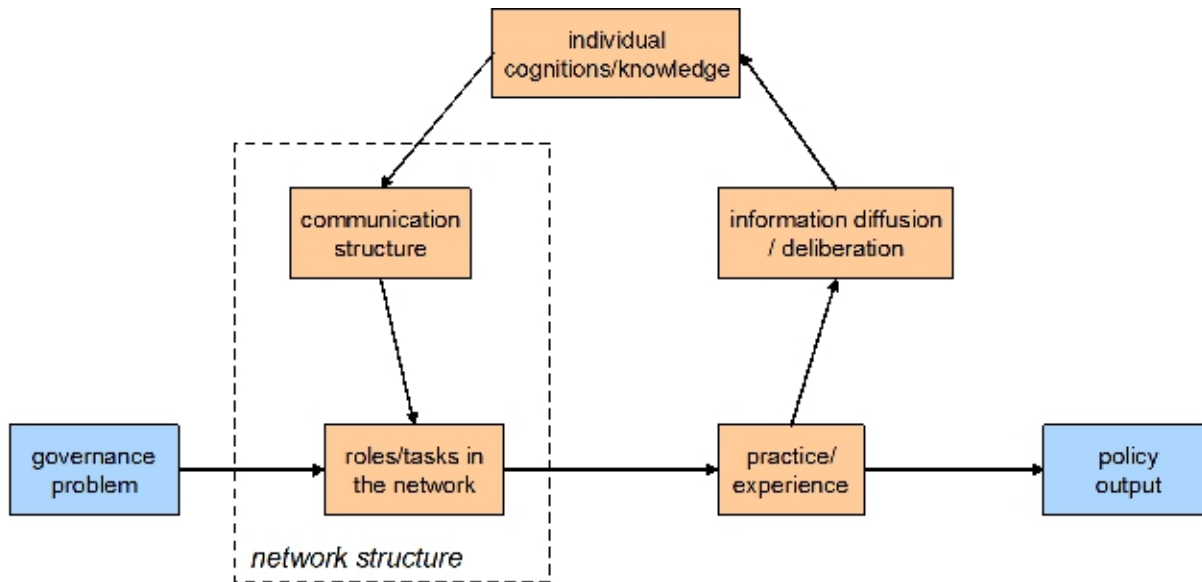 individual
cognitions/knowledge
communication
structure
information diffusion
/ deliberation
governance
problem
roles/tasks in
the network
practice/
experience
policy
output
network structure